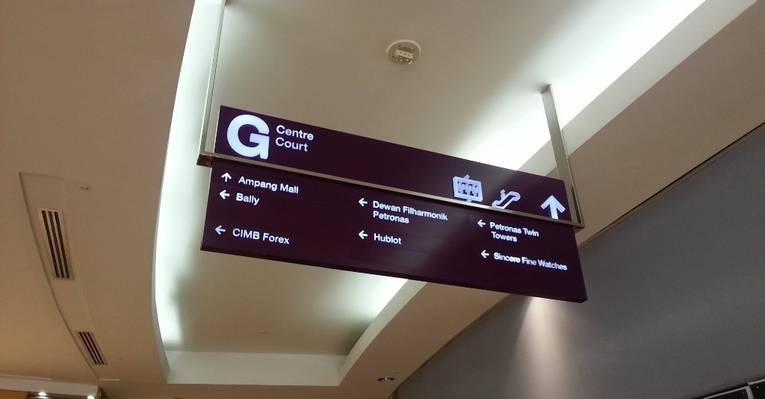 G Centre
Court
Ampang Mall
Bally
CIMB Forex
Dewan Filharmonik
Petronas
Hublot
Petronas Twin
Towers
Sincere Fine Watches